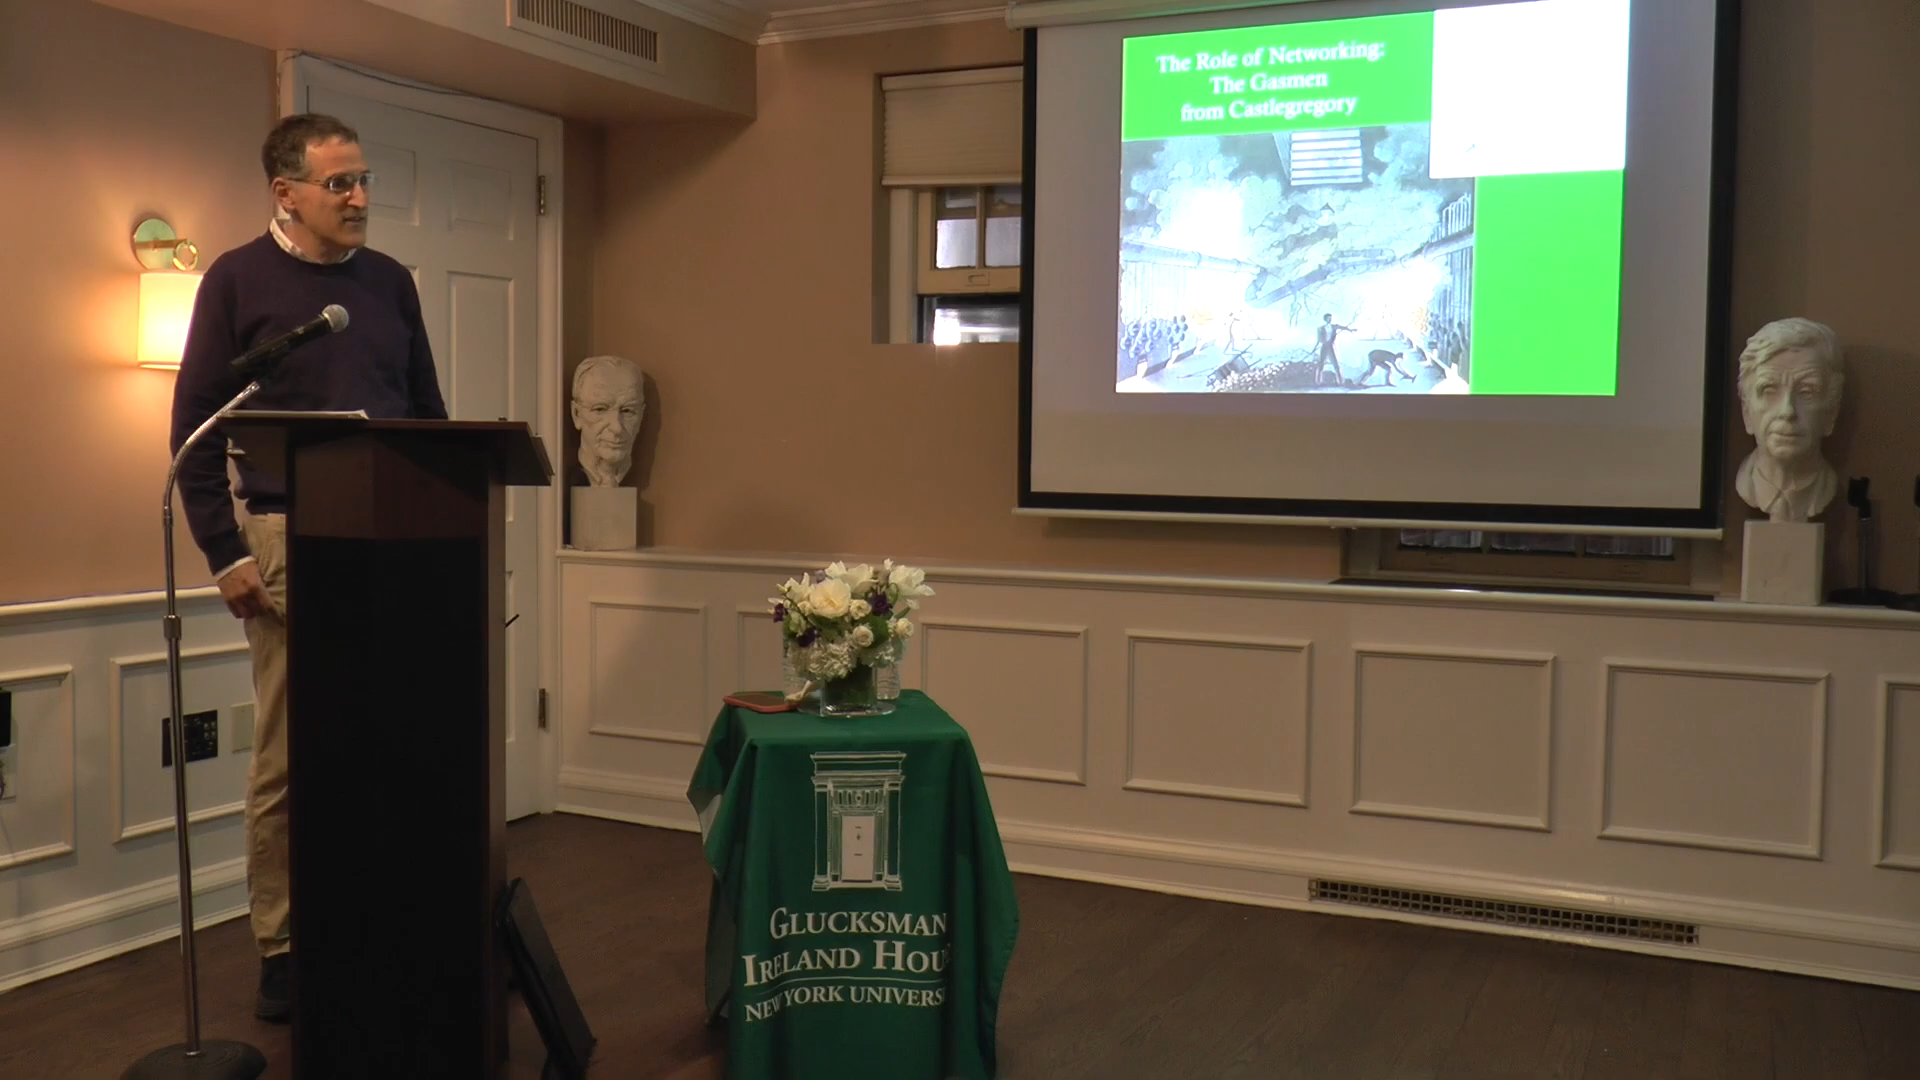 The Role of Networking:
The Gasmen
from Castlegregory
GLUCKSMAN
IRELAND HOU
NEW YORK UNIVERS